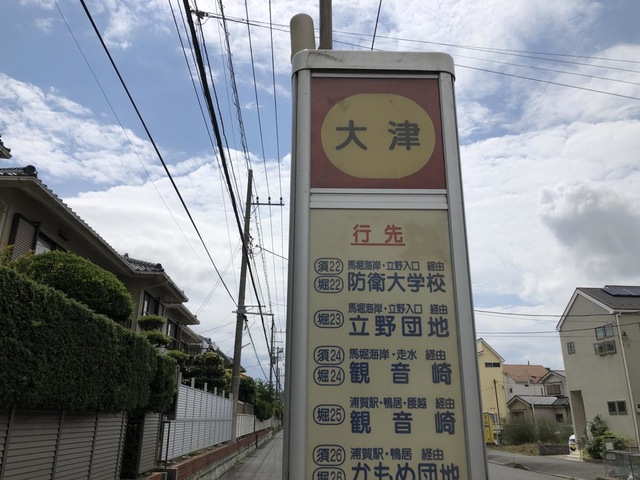 大津
行先
須22 馬堀海岸・立野入口 経由
堀22 防衛大学校
馬堀海岸・立野入口 経由
堀23 立野団地
須24 馬堀海岸・走水 経由
堀24 観音崎
浦賀駅・鴨居・腰越 経由
堀25 観音崎
須26 浦賀駅・鴨居 経由
堀26 かもめ団地